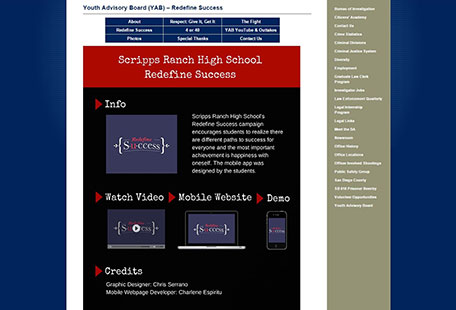 Youth Advisory Board (YAB) – Redefine Success
About
Respect: Give It, Get It
The Fight
Redefine Success
4 or 40
YAB YouTube & Outtakes
Photos
Special Thanks
Contact Us
Scripps Ranch High School
Redefine Success
Info
Redefine
Success
Scripps Ranch High School's
Redefine Success campaign
encourages students to realize there
are different paths to success for
everyone and the most important
achievement is happiness with
oneself. The mobile app was
designed by the students.
Watch Video
Mobile Website
Demo
Success
Success
Credits
Graphic Designer: Chris Serrano
Mobile Webpage Developer: Charlene Espiritu
Bureau of Investigation
Citizens' Academy
Contact Us
Crime Statistics
Criminal Divisions
Criminal Justice System
Diversity
Employment
Graduate Law Clerk
Program
Investigator Jobs
Law Enforcement Quarterly
Legal Internship
Program
Legal Links
Meet the DA
Newsroom
Office History
Office Locations
Officer-Involved Shootings
Public Safety Group
San Diego County
Volunteer Opportunities
Youth Advisory Board